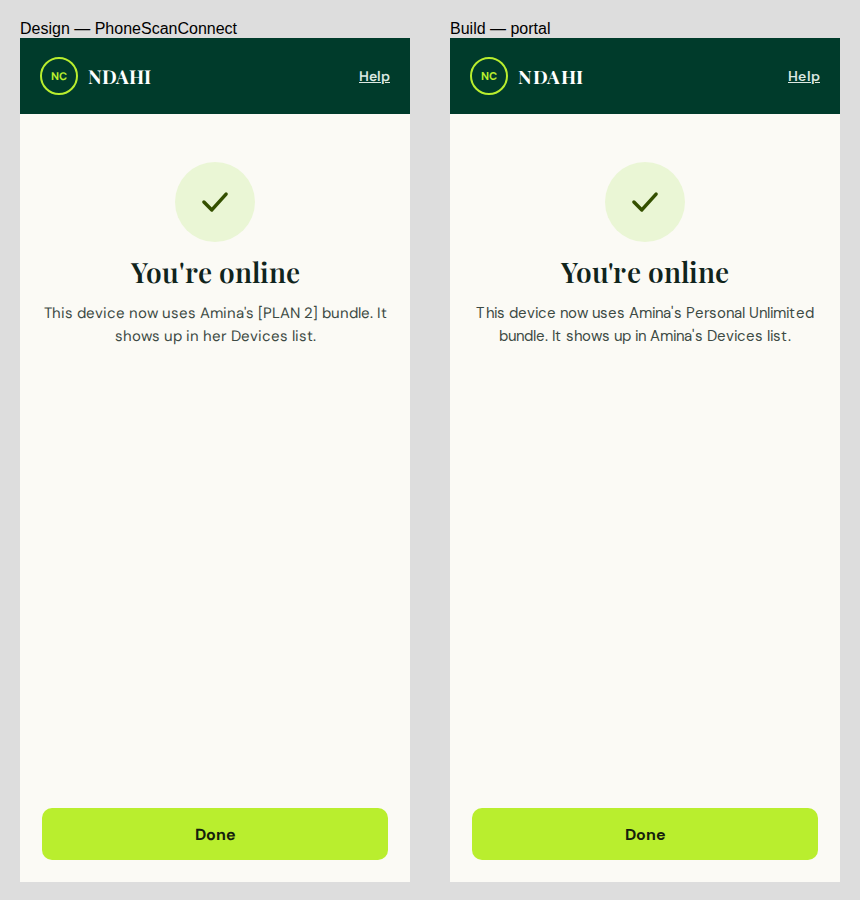 Design — PhoneScanConnect
NC NDAHI Help
You're online
This device now uses Amina's [PLAN 2] bundle. It
shows up in her Devices list.
Done
Build — portal
NC NDAHI Help
You're online
This device now uses Amina's Personal Unlimited
bundle. It shows up in Amina's Devices list.
Done